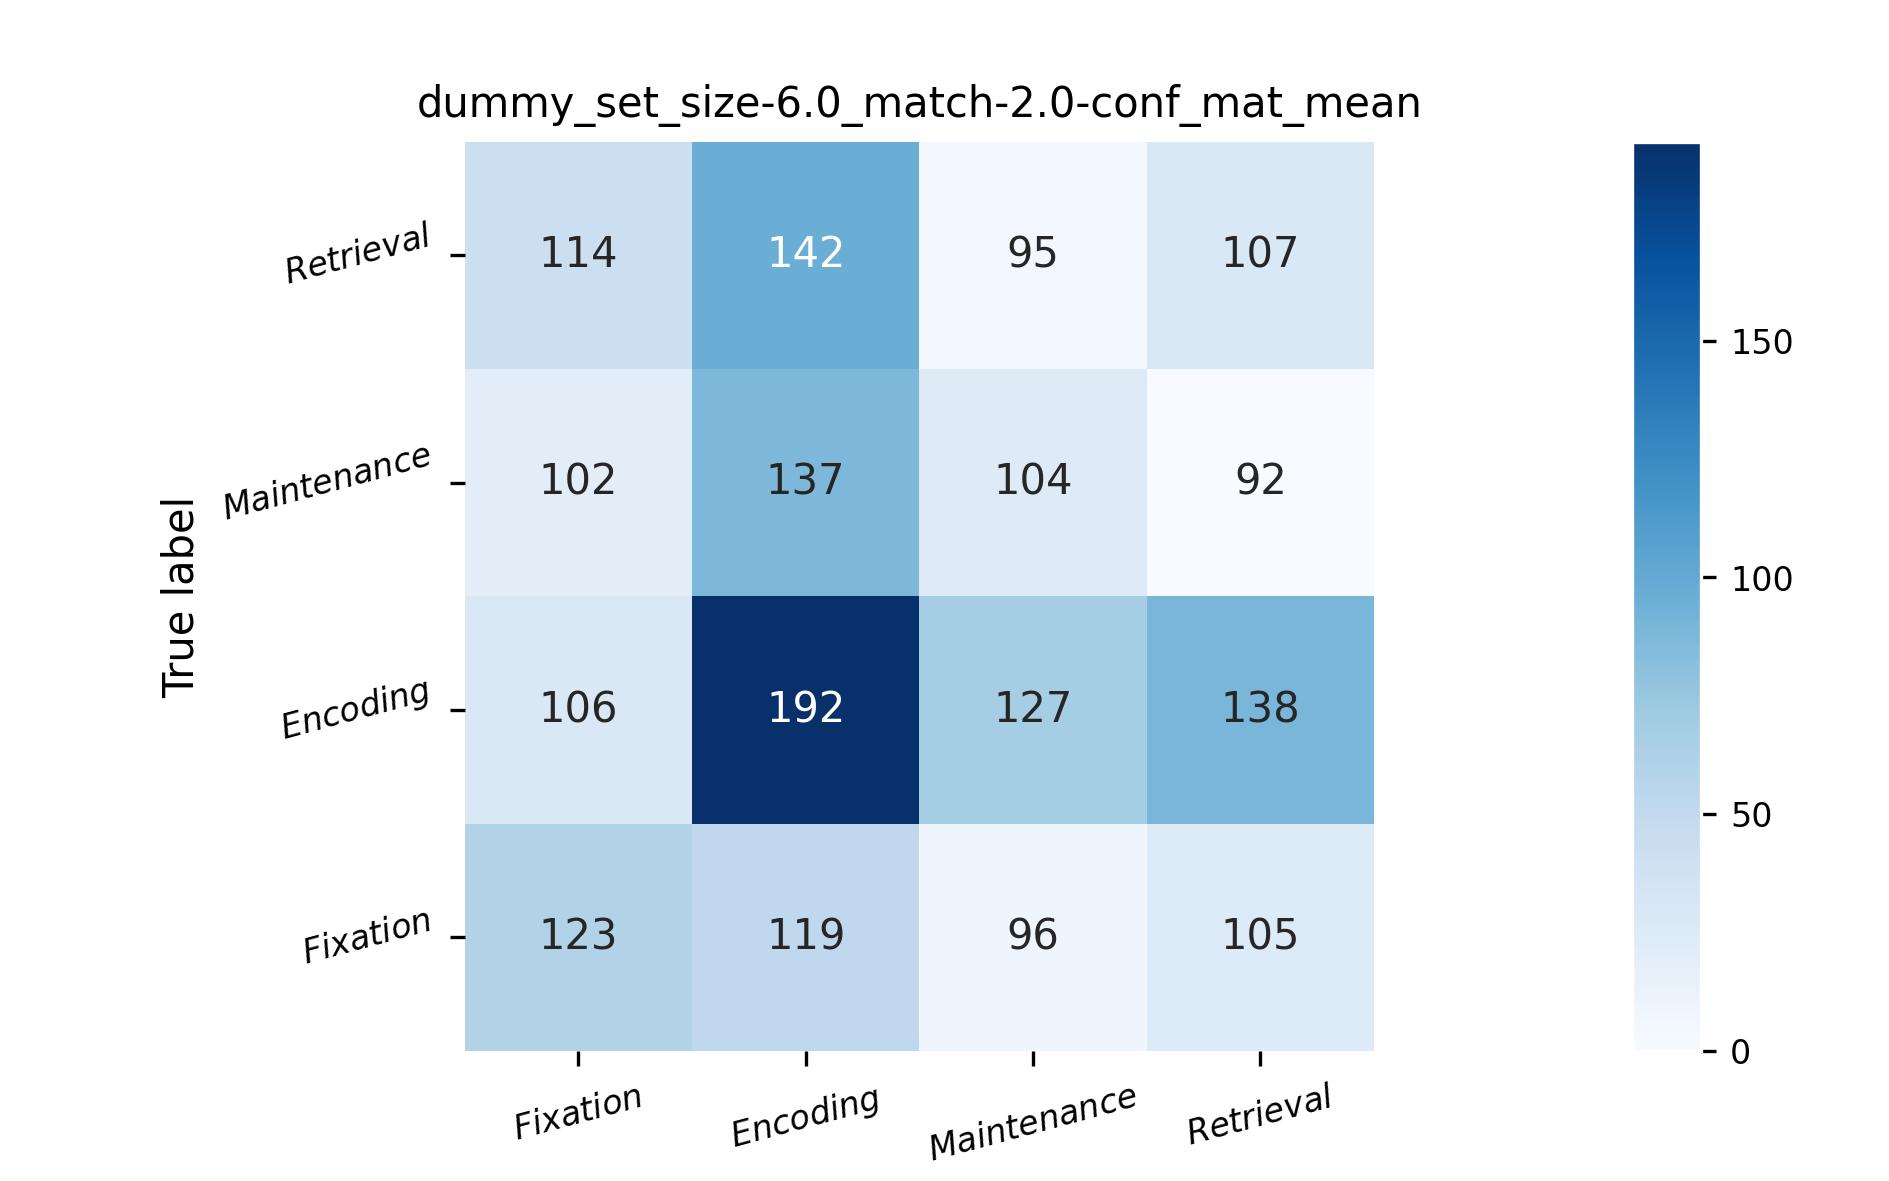 dummy_set_size-6.0_match-2.0-conf_mat_mean
True label
Retrieval 114 142 95 107
Maintenance 102 137 104 92
Encoding 106 192 127 138
Fixation 123 119 96 105
Fixation Encoding Maintenance Retrieval
150
100
50
0